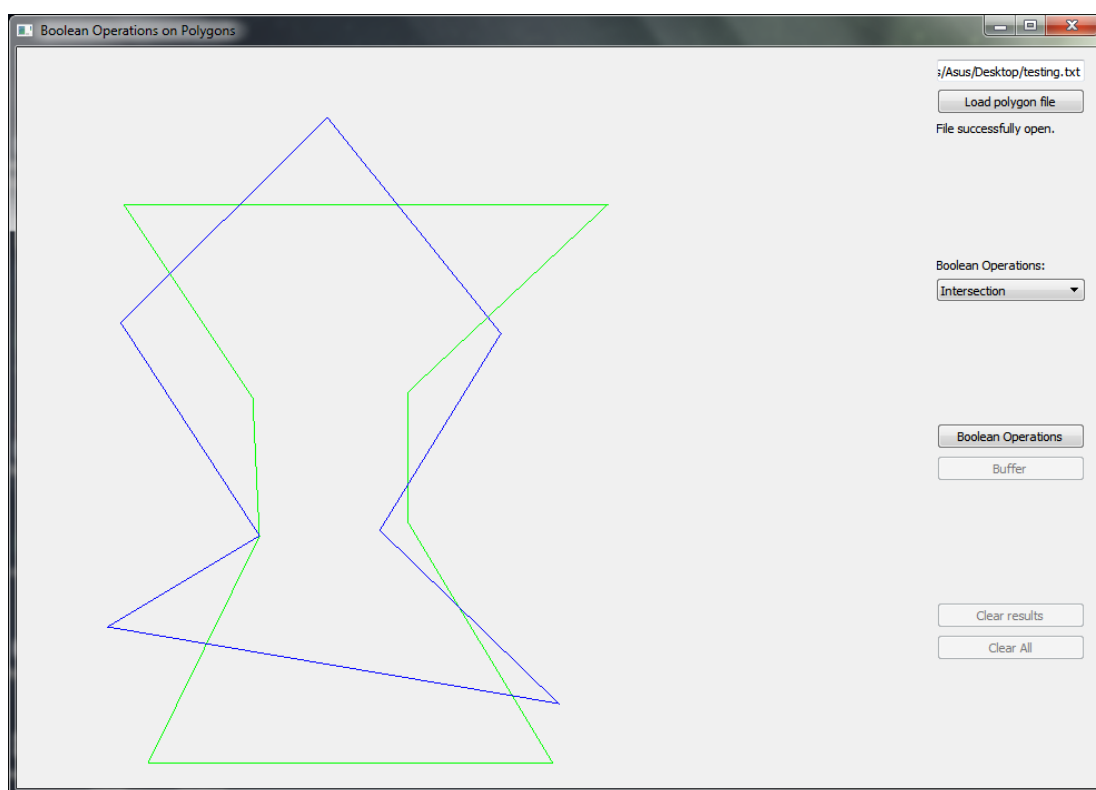 Boolean Operations on Polygons
:/Asus/Desktop/testing.txt
Load polygon file
File successfully open.
Boolean Operations:
Intersection
Boolean Operations
Buffer
Clear results
Clear All